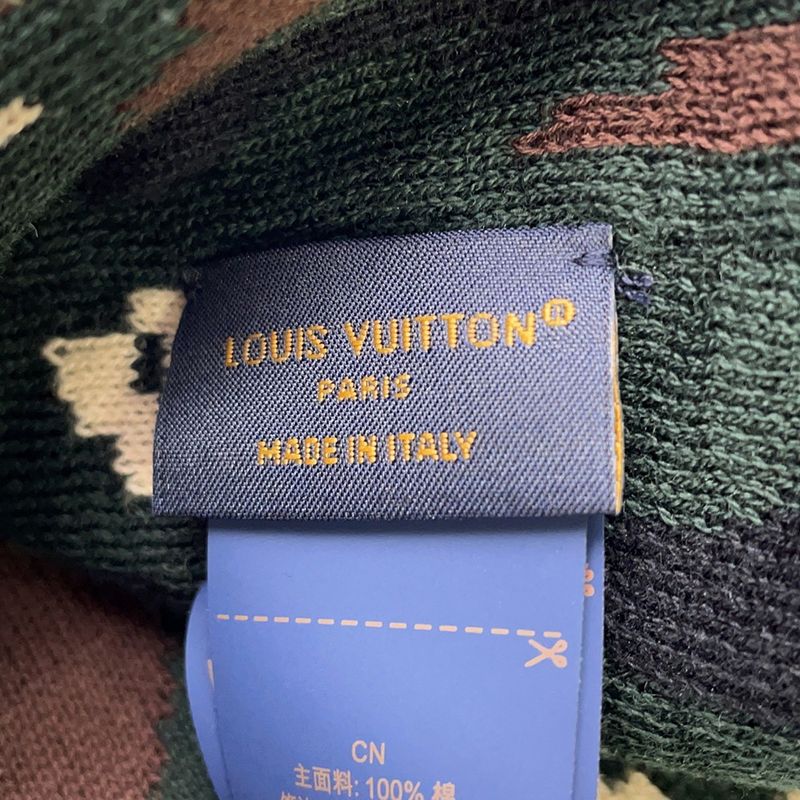 LOUIS VUITTON®
PARIS
MADE IN ITALY
CN
主面料: 100% 棉